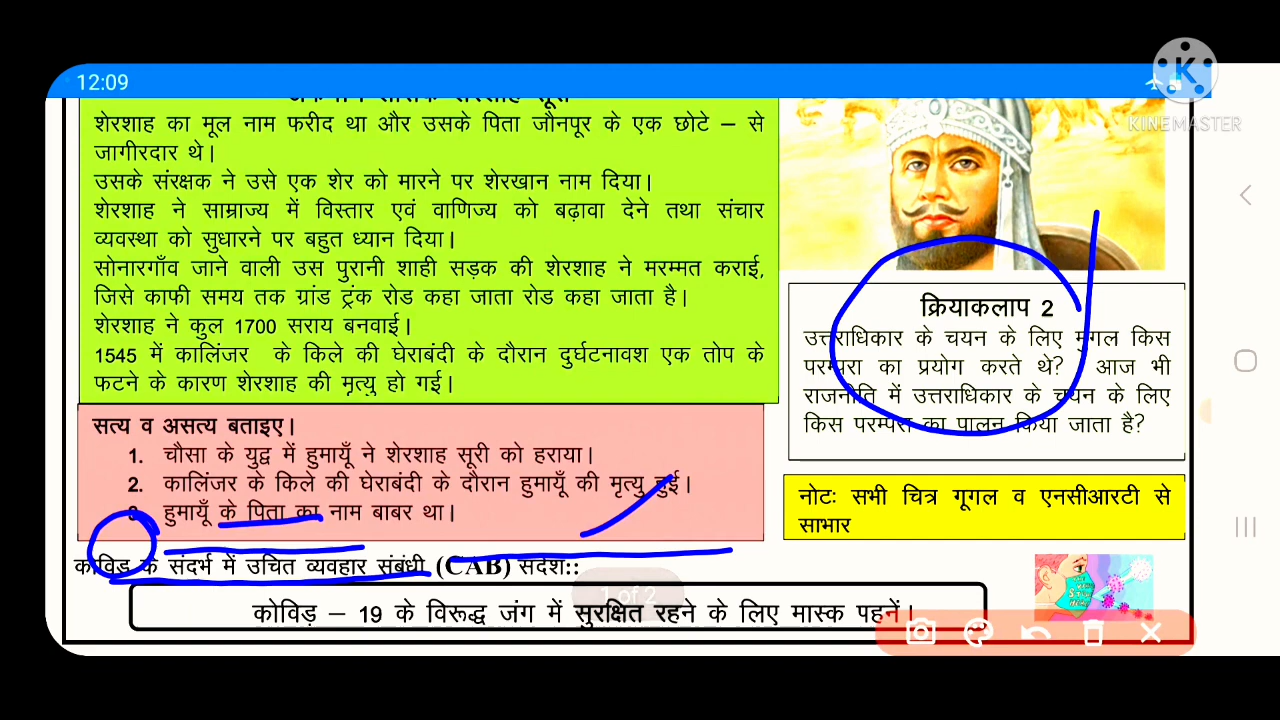 12:09
KINEMASTER
शेरशाह का मूल नाम फरीद था और उसके पिता जौनपूर के एक छोटे – से
जागीरदार थे।
उसके संरक्षक ने उसे एक शेर को मारने पर शेरखान नाम दिया।
शेरशाह ने साम्राज्य में विस्तार एवं वाणिज्य को बढ़ावा देने तथा संचार
व्यवस्था को सुधारने पर बहुत ध्यान दिया।
सोनारगाँव जाने वाली उस पुरानी शाही सड़क की शेरशाह ने मरम्मत कराई,
जिसे काफी समय तक ग्रांड ट्रंक रोड कहा जाता रोड कहा जाता है।
शेरशाह ने कुल 1700 सराय बनवाई।
1545 में कालिंजर के किले की घेराबंदी के दौरान दुर्घटनावश एक तोप के
फटने के कारण शेरशाह की मृत्यु हो गई।
सत्य व असत्य बताइए।
1. चौसा के युद्व में हुमायूँ ने शेरशाह सूरी को हराया।
2. कालिंजर के किले की घेराबंदी के दौरान हुमायूँ की मृत्यु हुई।
3. हुमायूँ के पिता का नाम बाबर था।
क्रियाकलाप 2
उत्तराधिकार के चयन के लिए मुगल किस
परम्परा का प्रयोग करते थे? आज भी
राजनीति में उत्तराधिकार के चयन के लिए
किस परम्परा का पालन किया जाता है?
नोटः सभी चित्र गूगल व एनसीआरटी से
साभार
कोविड़ के संदर्भ में उचित व्यवहार संबंधी (CAB) संदेश::
1 of 2
कोविड़ – 19 के विरूद्ध जंग में सुरक्षित रहने के लिए मास्क पहनें।